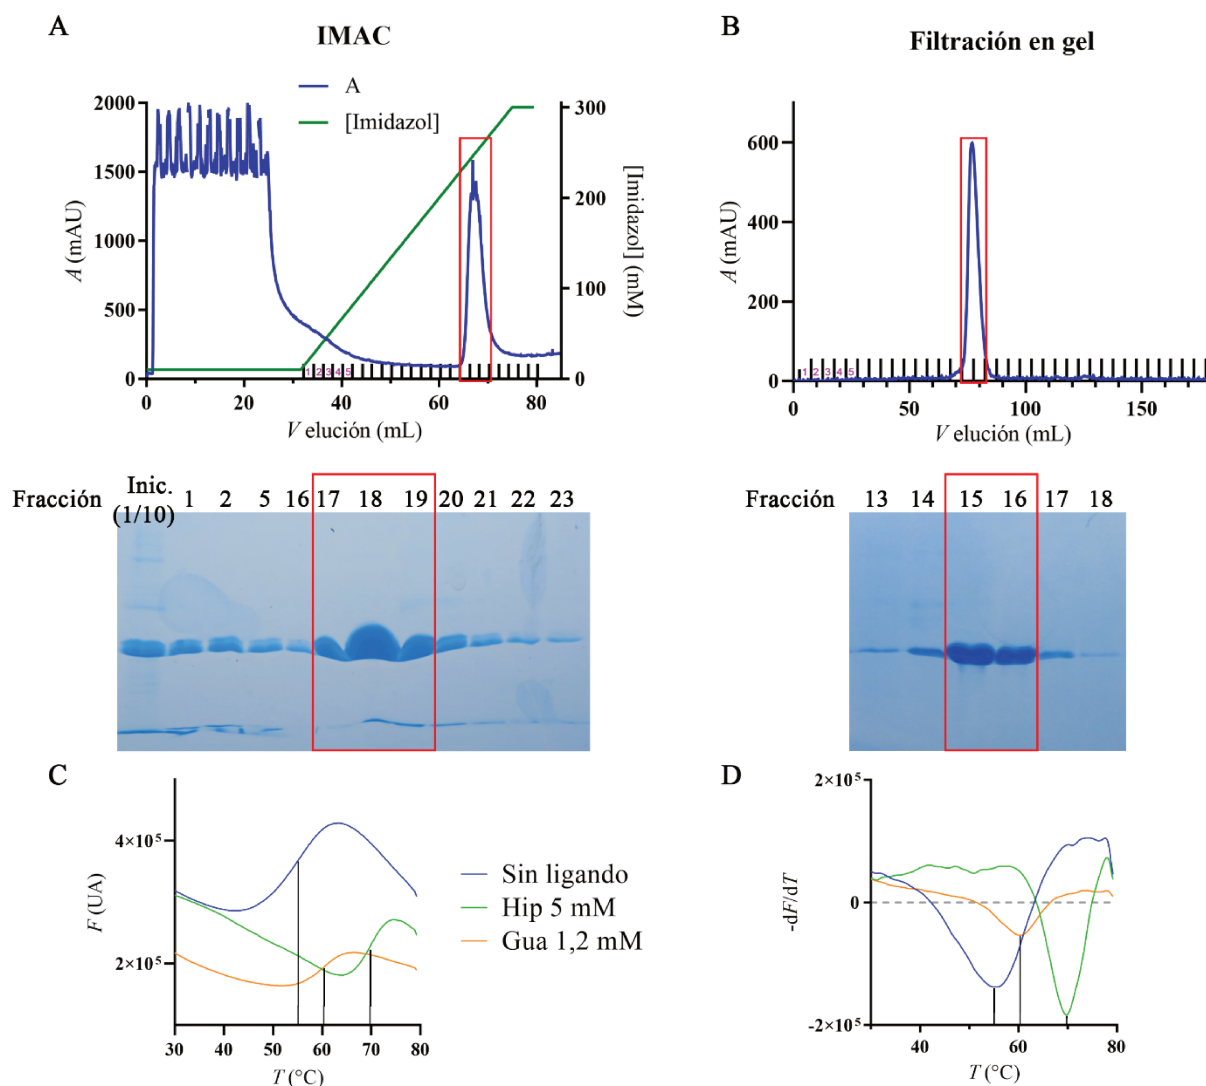 A
IMAC
A
[Imidazol]
2000
1500
1000
500
0
A (mAU)
300
200
100
0
[Imidazol] (mM)
1 2 3 4 5
0 20 40 60 80
V elución (mL)
B
Filtración en gel
600
400
200
0
A (mAU)
1 2 3 4 5
0 50 100 150
V elución (mL)
Fracción Inic. (1/10) 1 2 5 16 17 18 19 20 21 22 23
Fracción 13 14 15 16 17 18
C
4×10⁵
2×10⁵
F (UA)
30 40 50 60 70 80
T (°C)
Sin ligando
Hip 5 mM
Gua 1,2 mM
D
2×10⁵
0
-2×10⁵
-dF/dT
40 60 80
T (°C)